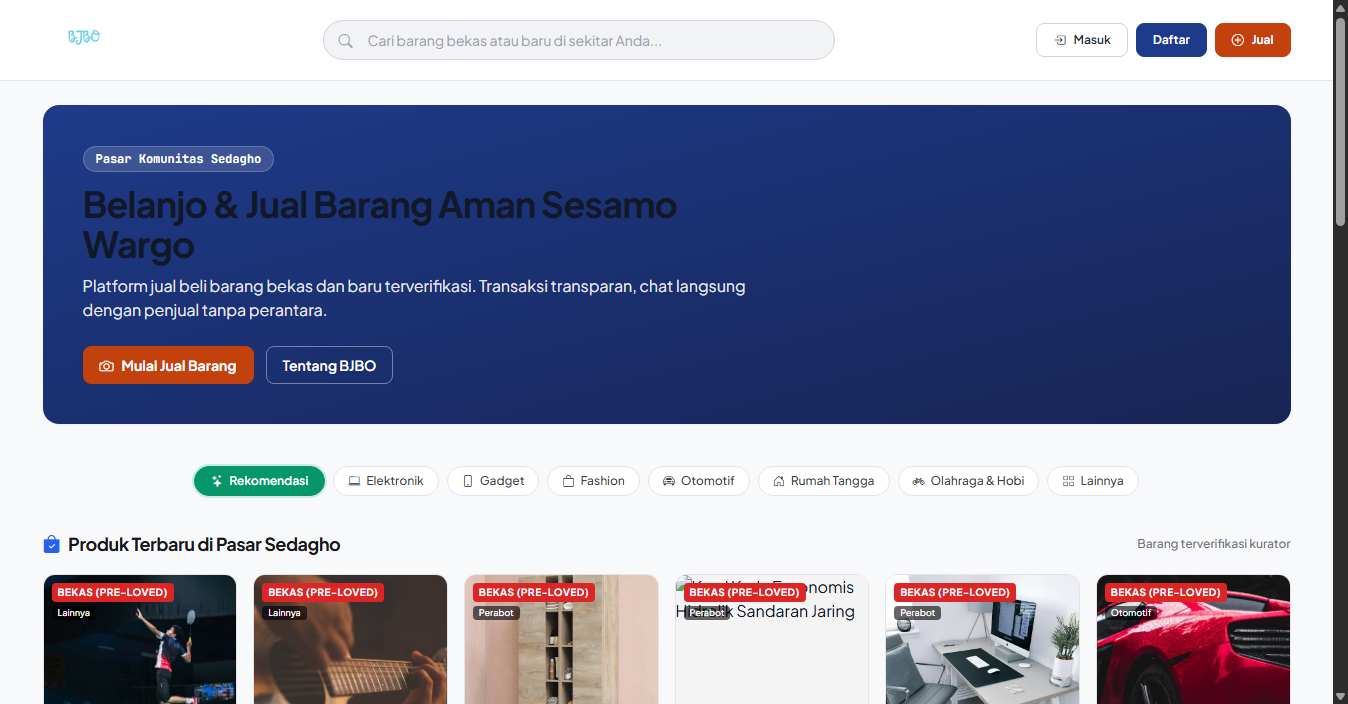 BJBO
Cari barang bekas atau baru di sekitar Anda...
Masuk
Daftar
Jual
Pasar Komunitas Sedagho
Belanjo & Jual Barang Aman Sesamo
Wargo
Platform jual beli barang bekas dan baru terverifikasi. Transaksi transparan, chat langsung
dengan penjual tanpa perantara.
Mulai Jual Barang
Tentang BJBO
Rekomendasi
Elektronik
Gadget
Fashion
Otomotif
Rumah Tangga
Olahraga & Hobi
Lainnya
Produk Terbaru di Pasar Sedagho
Barang terverifikasi kurator
BEKAS (PRE-LOVED)
Lainnya
BEKAS (PRE-LOVED)
Lainnya
BEKAS (PRE-LOVED)
Perabot
BEKAS (PRE-LOVED)
Perabot
Sandaran Jaring
BEKAS (PRE-LOVED)
Perabot
BEKAS (PRE-LOVED)
Otomotif